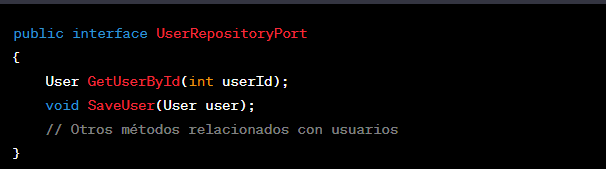 public interface UserRepositoryPort
{
    User GetUserById(int userId);
    void SaveUser(User user);
    // Otros métodos relacionados con usuarios
}